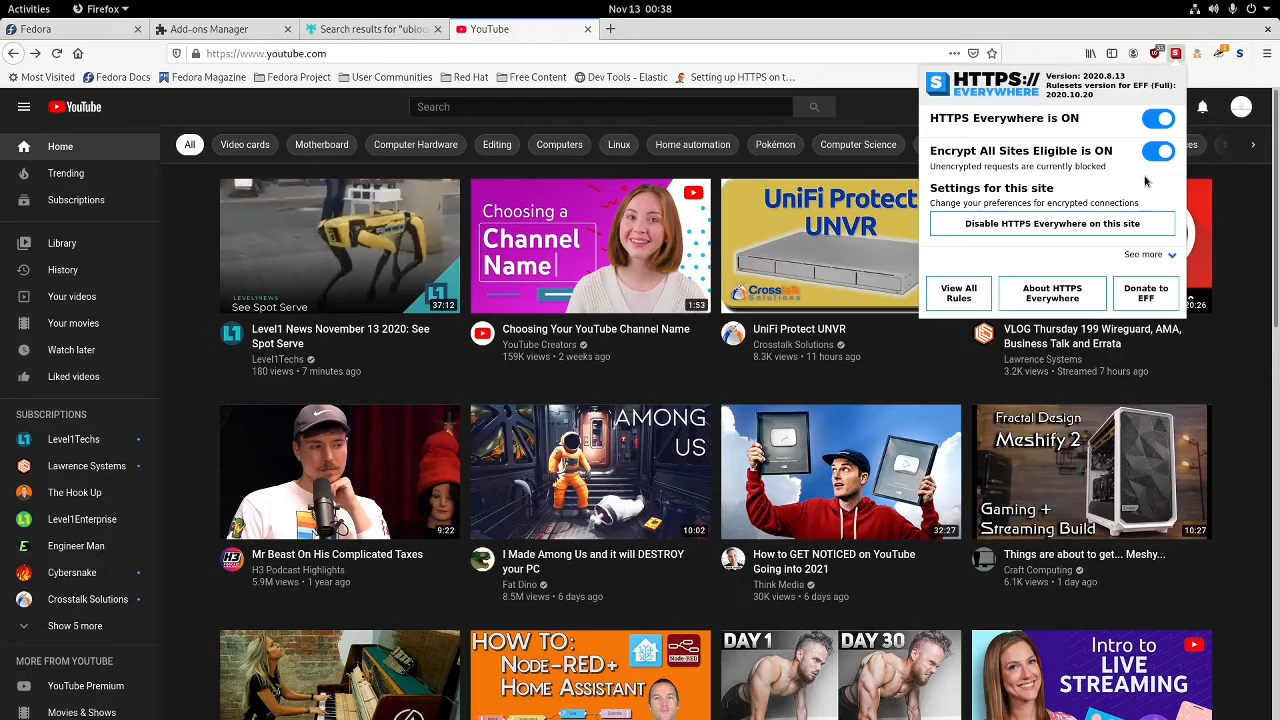 Activities
Firefox
Nov 13 00:38
Fedora
Add-ons Manager
Search results for "ubloc
YouTube
https://www.youtube.com
Most Visited
Fedora Docs
Fedora Magazine
Fedora Project
User Communities
Red Hat
Free Content
Dev Tools - Elastic
Setting up HTTPS on t...
HTTPS://
EVERYWHERE
Version: 2020.8.13
Rulesets version for EFF (Full):
2020.10.20
HTTPS Everywhere is ON
Encrypt All Sites Eligible is ON
Unencrypted requests are currently blocked
Settings for this site
Change your preferences for encrypted connections
Disable HTTPS Everywhere on this site
See more
View All
Rules
About HTTPS
Everywhere
Donate to
EFF
YouTube
Search
All
Video cards
Motherboard
Computer Hardware
Editing
Computers
Linux
Home automation
Pokémon
Computer Science
Home
Trending
Subscriptions
Library
History
Your videos
Your movies
Watch later
Liked videos
SUBSCRIPTIONS
Level1Techs
Lawrence Systems
The Hook Up
Level1Enterprise
Engineer Man
Cybersnake
Crosstalk Solutions
Show 5 more
MORE FROM YOUTUBE
YouTube Premium
Movies & Shows
LEVEL1NEWS
See Spot Serve
37:12
Level1 News November 13 2020: See
Spot Serve
Level1Techs
180 views • 7 minutes ago
Choosing a
Channel
Name
1:53
Choosing Your YouTube Channel Name
YouTube Creators
159K views • 2 weeks ago
UniFi Protect
UNVR
Crosstalk
Solutions
UniFi Protect UNVR
Crosstalk Solutions
8.3K views • 11 hours ago
20:26
VLOG Thursday 199 Wireguard, AMA,
Business Talk and Errata
Lawrence Systems
3.2K views • Streamed 7 hours ago
9:22
Mr Beast On His Complicated Taxes
H3 Podcast Highlights
5.9M views • 1 year ago
AMONG
US
10:02
I Made Among Us and it will DESTROY
your PC
Fat Dino
8.5M views • 6 days ago
32:27
How to GET NOTICED on YouTube
Going into 2021
Think Media
30K views • 6 days ago
Fractal Design
Meshify 2
Gaming +
Streaming Build
10:27
Things are about to get... Meshy...
Craft Computing
6.1K views • 1 day ago
HOW TO:
NODE-RED+
HOME ASSISTANT
Node-RED
DAY 1
DAY 30
Intro to
LIVE
STREAMING